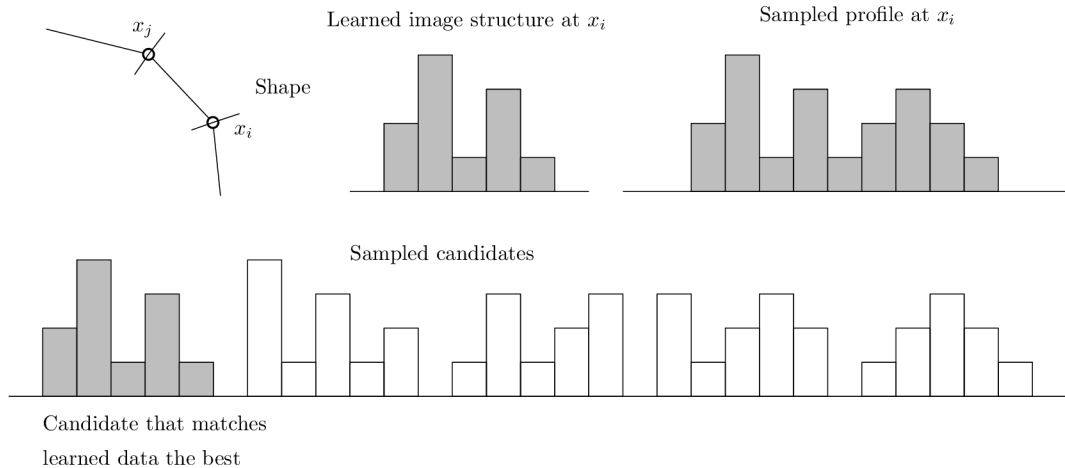 Learned image structure at x_i
Sampled profile at x_i
x_j
Shape
x_i
Sampled candidates
Candidate that matches
learned data the best